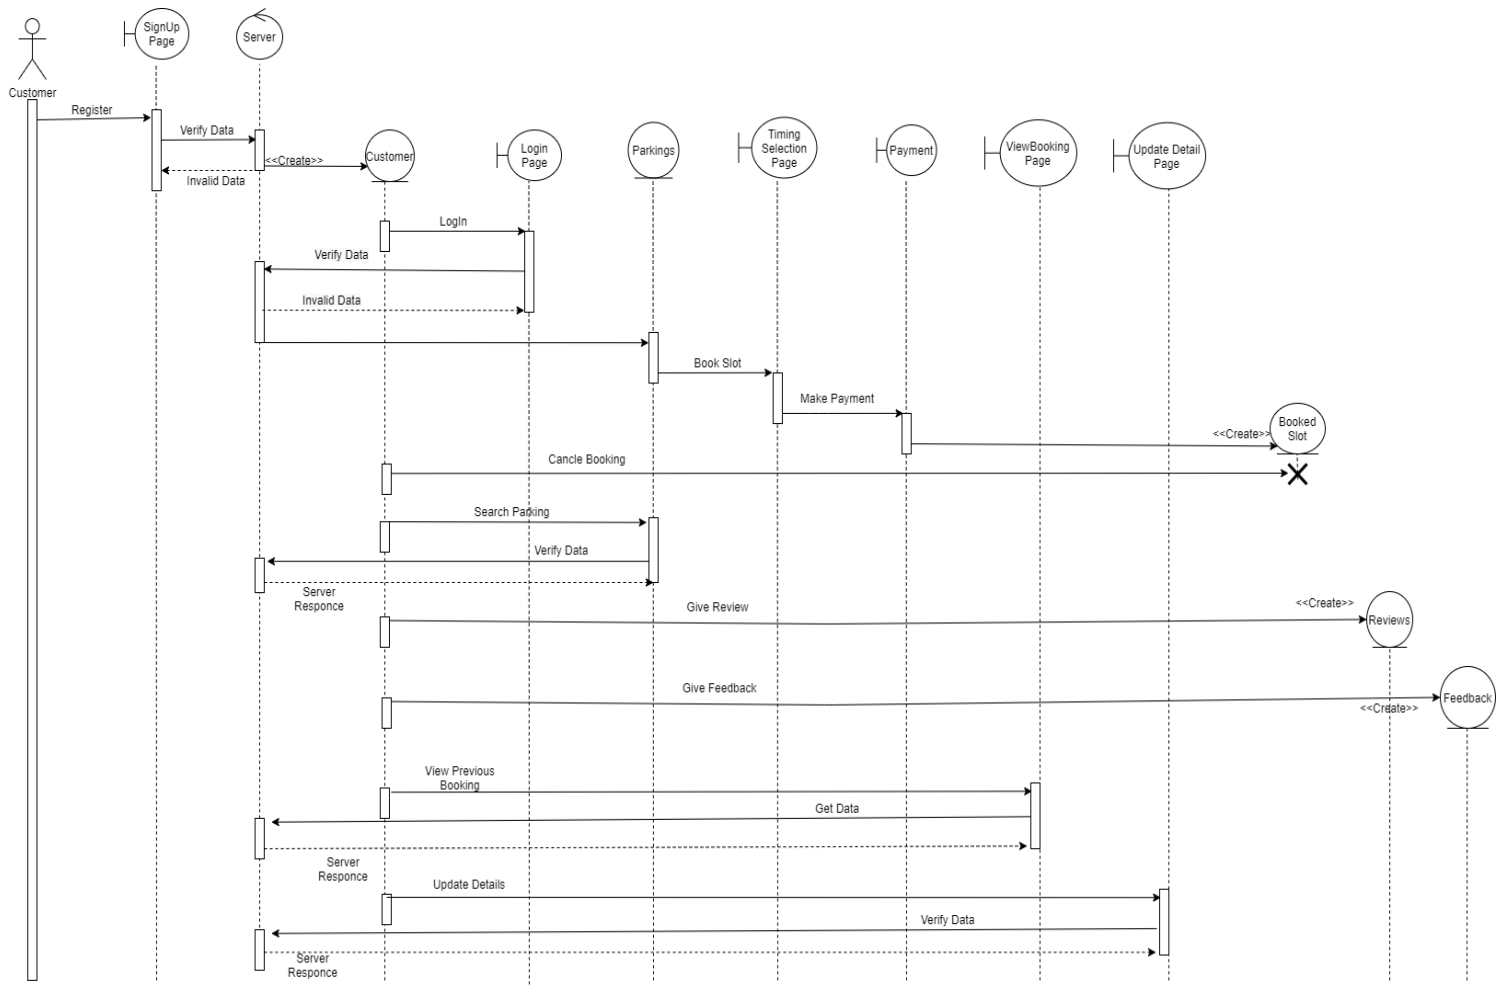 SignUp
Page
Server
Customer
Register
Verify Data
<<Create>>
Invalid Data
Customer
Login
Page
Parkings
Timing
Selection
Page
Payment
ViewBooking
Page
Update Detail
Page
LogIn
Verify Data
Invalid Data
Book Slot
Make Payment
<<Create>>
Booked
Slot
Cancle Booking
Search Parking
Verify Data
Server
Responce
Give Review
<<Create>>
Reviews
Give Feedback
<<Create>>
Feedback
View Previous
Booking
Get Data
Server
Responce
Update Details
Verify Data
Server
Responce